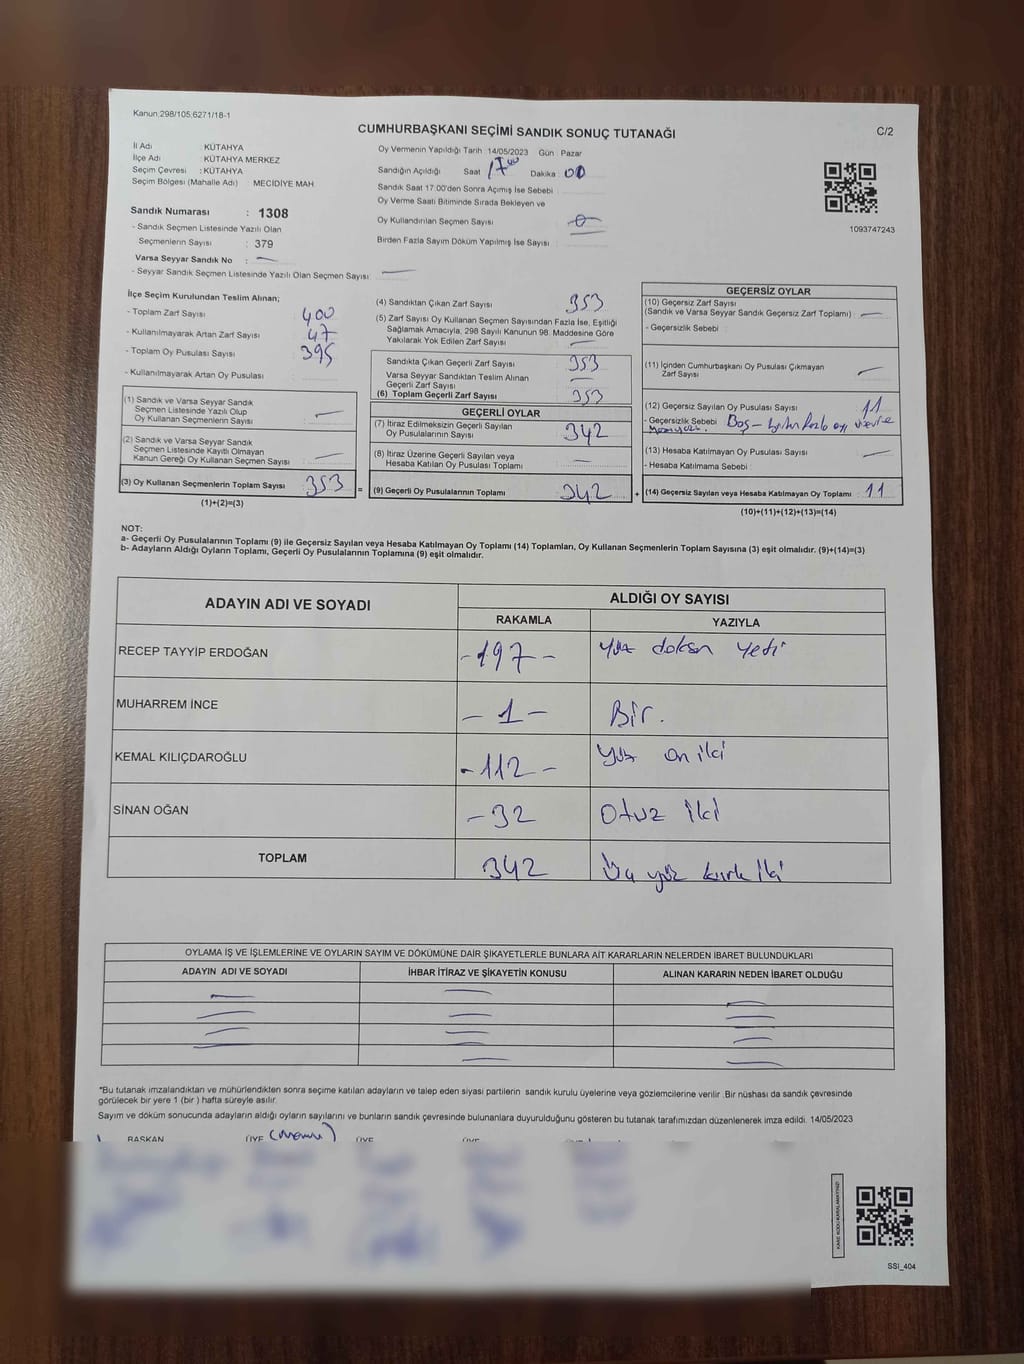 Kanun:298/105;6271/18-1
CUMHURBAŞKANI SEÇİMİ SANDIK SONUÇ TUTANAĞI
C/2
İl Adı : KÜTAHYA
İlçe Adı : KÜTAHYA MERKEZ
Seçim Çevresi : KÜTAHYA
Seçim Bölgesi (Mahalle Adı) MECİDİYE MAH.
Oy Vermenin Yapıldığı Tarih : 14/05/2023 Gün : Pazar
Sandığın Açıldığı Saat : 17⁰⁰ Dakika : 00
Sandık Saat 17:00'den Sonra Açımış İse Sebebi :
Oy Verme Saati Bitiminde Sırada Bekleyen ve
Oy Kullandırılan Seçmen Sayısı : 0
Birden Fazla Sayım Döküm Yapılmış İse Sayısı :
1093747243
Sandık Numarası : 1308
- Sandık Seçmen Listesinde Yazılı Olan
Seçmenlerin Sayısı : 379
Varsa Seyyar Sandık No : —
- Seyyar Sandık Seçmen Listesinde Yazılı Olan Seçmen Sayısı : —
İlçe Seçim Kurulundan Teslim Alınan;
- Toplam Zarf Sayısı : 400
- Kullanılmayarak Artan Zarf Sayısı : 47
- Toplam Oy Pusulası Sayısı : 395
- Kullanılmayarak Artan Oy Pusulası :
(1) Sandık ve Varsa Seyyar Sandık
Seçmen Listesinde Yazılı Olup
Oy Kullanan Seçmenlerin Sayısı : —
(2) Sandık ve Varsa Seyyar Sandık
Seçmen Listesinde Kayıtlı Olmayan
Kanun Gereği Oy Kullanan Seçmen Sayısı : —
(3) Oy Kullanan Seçmenlerin Toplam Sayısı : 353 =
(1)+(2)=(3)
(4) Sandıktan Çıkan Zarf Sayısı : 353
(5) Zarf Sayısı Oy Kullanan Seçmen Sayısından Fazla İse, Eşitliği
Sağlamak Amacıyla, 298 Sayılı Kanunun 98. Maddesine Göre
Yakılarak Yok Edilen Zarf Sayısı : —
Sandıkta Çıkan Geçerli Zarf Sayısı : 353
Varsa Seyyar Sandıktan Teslim Alınan
Geçerli Zarf Sayısı : —
(6) Toplam Geçerli Zarf Sayısı : 353
GEÇERLİ OYLAR
(7) İtiraz Edilmeksizin Geçerli Sayılan
Oy Pusulalarının Sayısı : 342
(8) İtiraz Üzerine Geçerli Sayılan veya
Hesaba Katılan Oy Pusulası Toplamı : —
(9) Geçerli Oy Pusulalarının Toplamı : 342 +
GEÇERSİZ OYLAR
(10) Geçersiz Zarf Sayısı
(Sandık ve Varsa Seyyar Sandık Geçersiz Zarf Toplamı) : —
- Geçersizlik Sebebi :
(11) İçinden Cumhurbaşkanı Oy Pusulası Çıkmayan
Zarf Sayısı : —
(12) Geçersiz Sayılan Oy Pusulası Sayısı : 11
- Geçersizlik Sebebi : Boş - fazla oy
(13) Hesaba Katılmayan Oy Pusulası Sayısı : —
- Hesaba Katılmama Sebebi :
(14) Geçersiz Sayılan veya Hesaba Katılmayan Oy Toplamı : 11
(10)+(11)+(12)+(13)=(14)
NOT:
a- Geçerli Oy Pusulalarının Toplamı (9) ile Geçersiz Sayılan veya Hesaba Katılmayan Oy Toplamı (14) Toplamları, Oy Kullanan Seçmenlerin Toplam Sayısına (3) eşit olmalıdır. (9)+(14)=(3)
b- Adayların Aldığı Oyların Toplamı, Geçerli Oy Pusulalarının Toplamına (9) eşit olmalıdır.
ADAYIN ADI VE SOYADI ALDIĞI OY SAYISI
RAKAMLA YAZIYLA
RECEP TAYYİP ERDOĞAN -197- Yüz doksan Yedi
MUHARREM İNCE -1- Bir.
KEMAL KILIÇDAROĞLU -112- Yüz on iki
SİNAN OĞAN -32 Otuz iki
TOPLAM 342 Üç yüz kırk iki
OYLAMA İŞ VE İŞLEMLERİNE VE OYLARIN SAYIM VE DÖKÜMÜNE DAİR ŞİKAYETLERLE BUNLARA AİT KARARLARIN NELERDEN İBARET BULUNDUKLARI
ADAYIN ADI VE SOYADI İHBAR İTİRAZ VE ŞİKAYETİN KONUSU ALINAN KARARIN NEDEN İBARET OLDUĞU
*Bu tutanak imzalandıktan ve mühürlendikten sonra seçime katılan adayların ve talep eden siyasi partilerin sandık kurulu üyelerine veya gözlemcilerine verilir. Bir nüshası da sandık çevresinde
görülecek bir yere 1 (bir) hafta süreyle asılır.
Sayım ve döküm sonucunda adayların aldığı oyların sayılarını ve bunların sandık çevresinde bulunanlara duyurulduğunu gösteren bu tutanak tarafımızdan düzenlenerek imza edildi. 14/05/2023
BAŞKAN ÜYE (Memur) ÜYE ÜYE
KARE KODU KARALAMAYINIZ!
SSİ_404